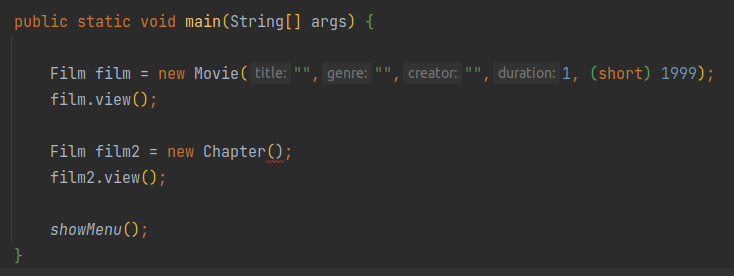 public static void main(String[] args) {
Film film = new Movie( title: "", genre: "", creator: "", duration: 1, (short) 1999);
film.view();
Film film2 = new Chapter();
film2.view();
showMenu();
}